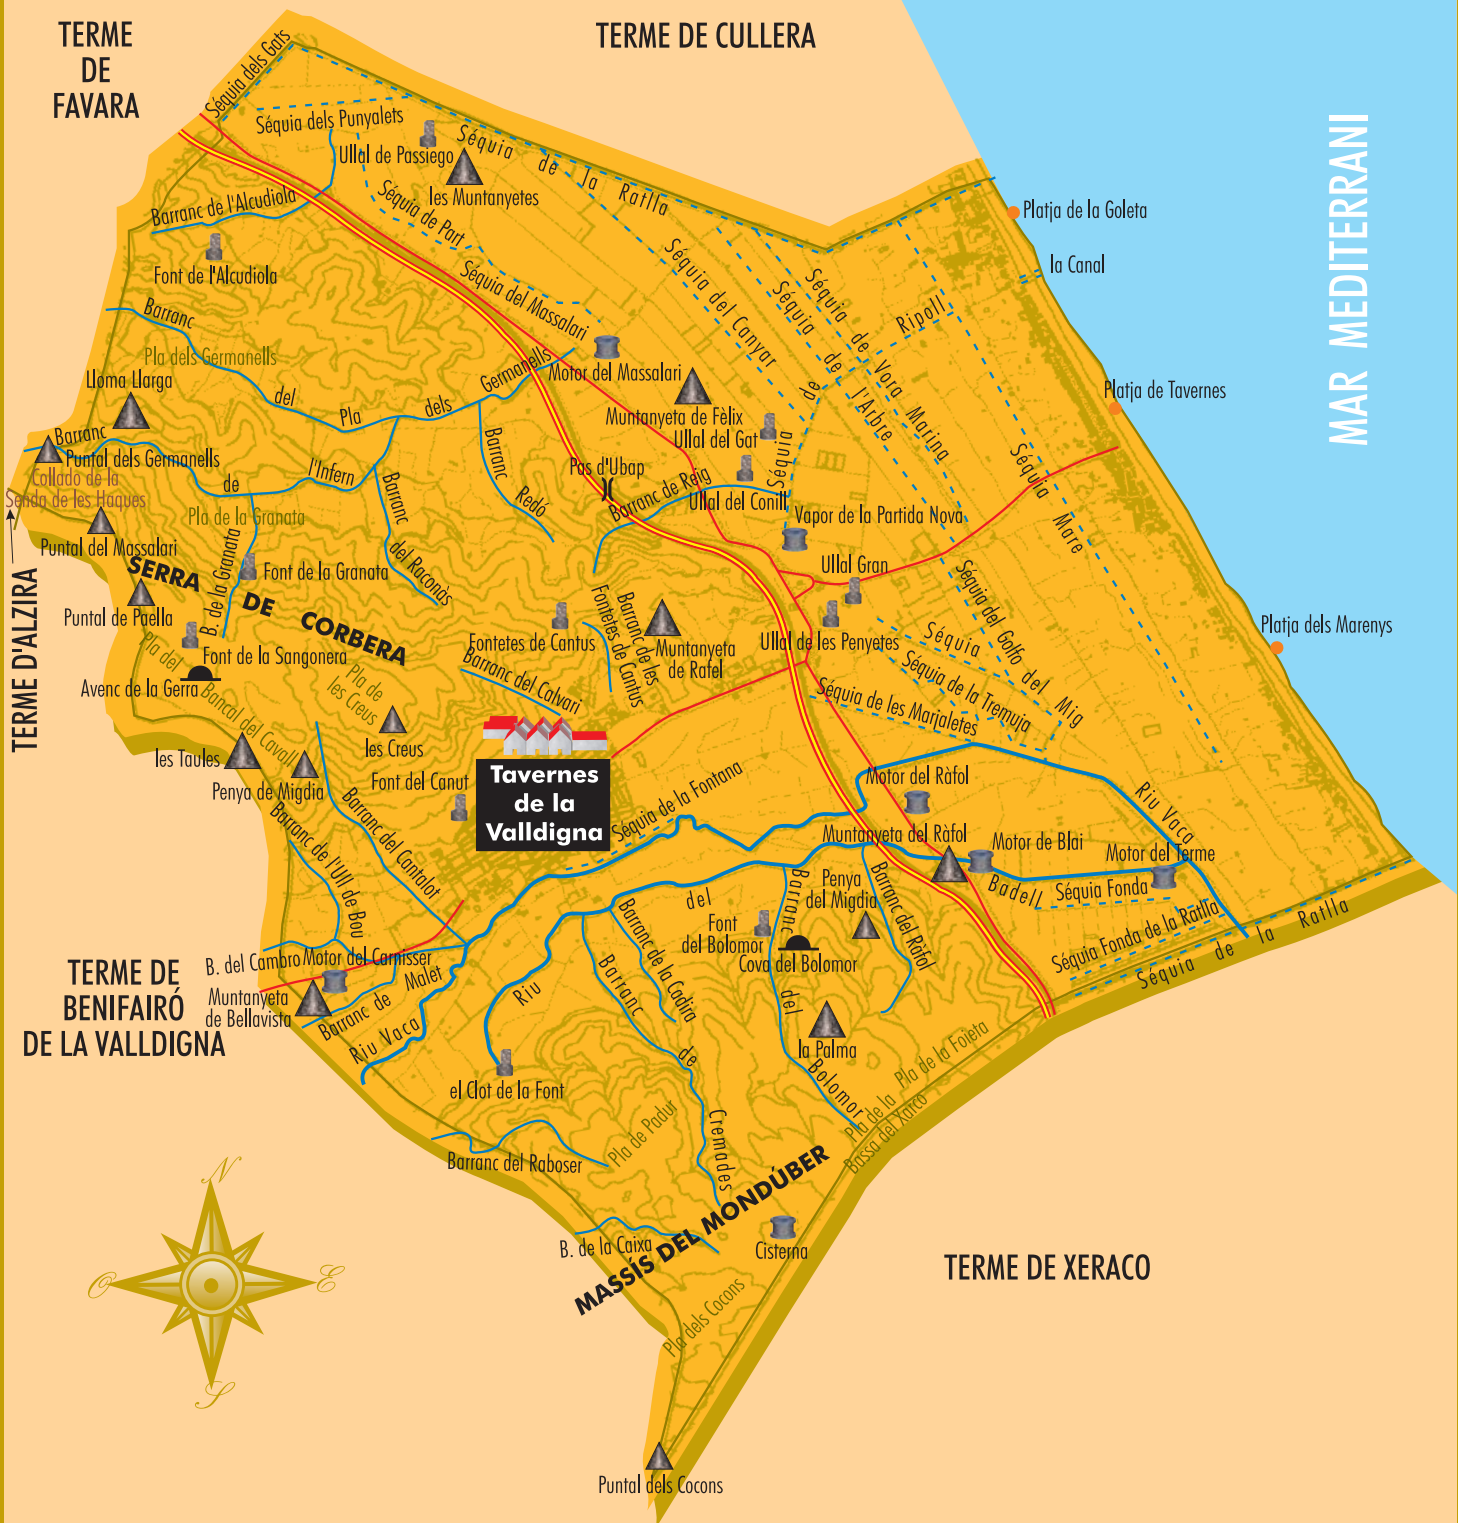 TERME
DE
FAVARA
TERME DE CULLERA
MAR MEDITERRANI
Séquia dels Gats
Séquia dels Punyalets
Ullal de Passiego
les Muntanyetes
Séquia de la Ratlla
Barranc de l'Alcudiola
Séquia de Part
Font de l'Alcudiola
Séquia del Massalari
Séquia del Canyar
Séquia de l'Arbre
Séquia de Vora Marina
Séquia de Ripoll
Platja de la Goleta
la Canal
Barranc del Pla dels Germanells
Pla dels Germanells
Lloma Llarga
Motor del Massalari
Muntanyeta de Fèlix
Ullal del Gat
Platja de Tavernes
Barranc de l'Infern
Puntal dels Germanells
Collado de la
Senda de les Haques
Pla de la Granata
Barranc Redó
Pas d'Ubap
Barranc de Reig
Ullal del Conill
Vapor de la Partida Nova
Séquia Mare
Puntal del Massalari
SERRA DE CORBERA
B. de la Granata
Font de la Granata
Barranc del Raconàs
Ullal Gran
TERME D'ALZIRA
Puntal de Paella
Fontetes de Cantus
Barranc de les
Fontetes de Cantus
Muntanyeta
de Rafel
Ullal de les Penyetes
Séquia del Golfo del Mig
Séquia
Séquia de la Tremuja
Séquia de les Marjaletes
Platja dels Marenys
Font de la Sangonera
Avenc de la Gerra
Pla del
Bancal del Cavall
Pla de
les Creus
Barranc del Calvari
les Creus
les Taules
Penya de Migdia
Font del Canut
Tavernes
de la
Valldigna
Séquia de la Fontana
Motor del Ràfol
Riu Vaca
Barranc de l'Ull de Bou
Barranc del Cantalot
Muntanyeta del Ràfol
Motor de Blai
Motor del Terme
Badell
Séquia Fonda
Séquia Fonda de la Ratlla
Séquia de la Ratlla
Penya
del Migdia
Barranc del Ràfol
Font
del Bolomor
Cova del Bolomor
Barranc del Bolomor
TERME DE
BENIFAIRÓ
DE LA VALLDIGNA
B. del Cambro
Motor del Carnisser
Muntanyeta
de Bellavista
Barranc de Malet
Riu Vaca
Riu del
Barranc de la Cadira
Barranc de Cremades
el Clot de la Font
la Palma
Pla de la Foieta
Pla de la
Bassa del Xarco
Pla de Padur
Barranc del Raboser
MASSÍS DEL MONDÚBER
B. de la Caixa
Cisterna
TERME DE XERACO
Pla dels Cocons
Puntal dels Cocons
N
O
E
S